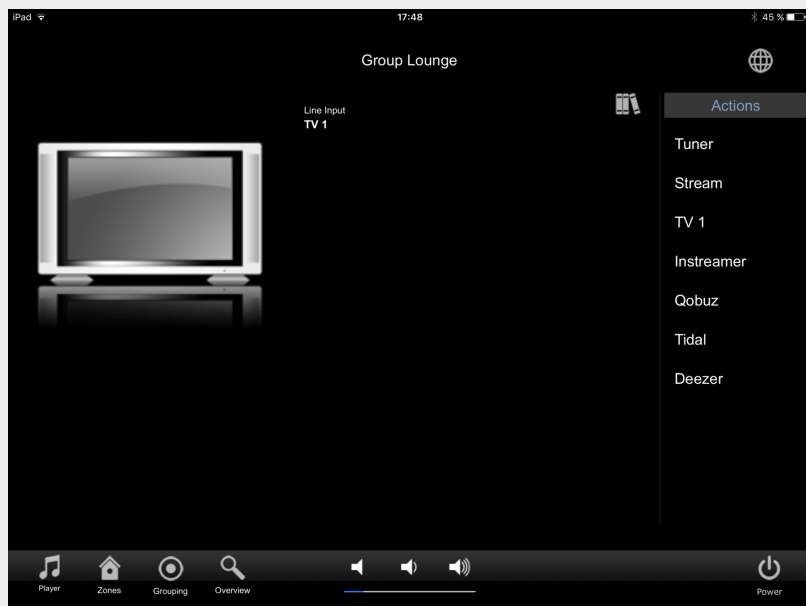 iPad 17:48 45 %
Group Lounge
Line Input
TV 1
Actions
Tuner
Stream
TV 1
Instreamer
Qobuz
Tidal
Deezer
Player Zones Grouping Overview Power